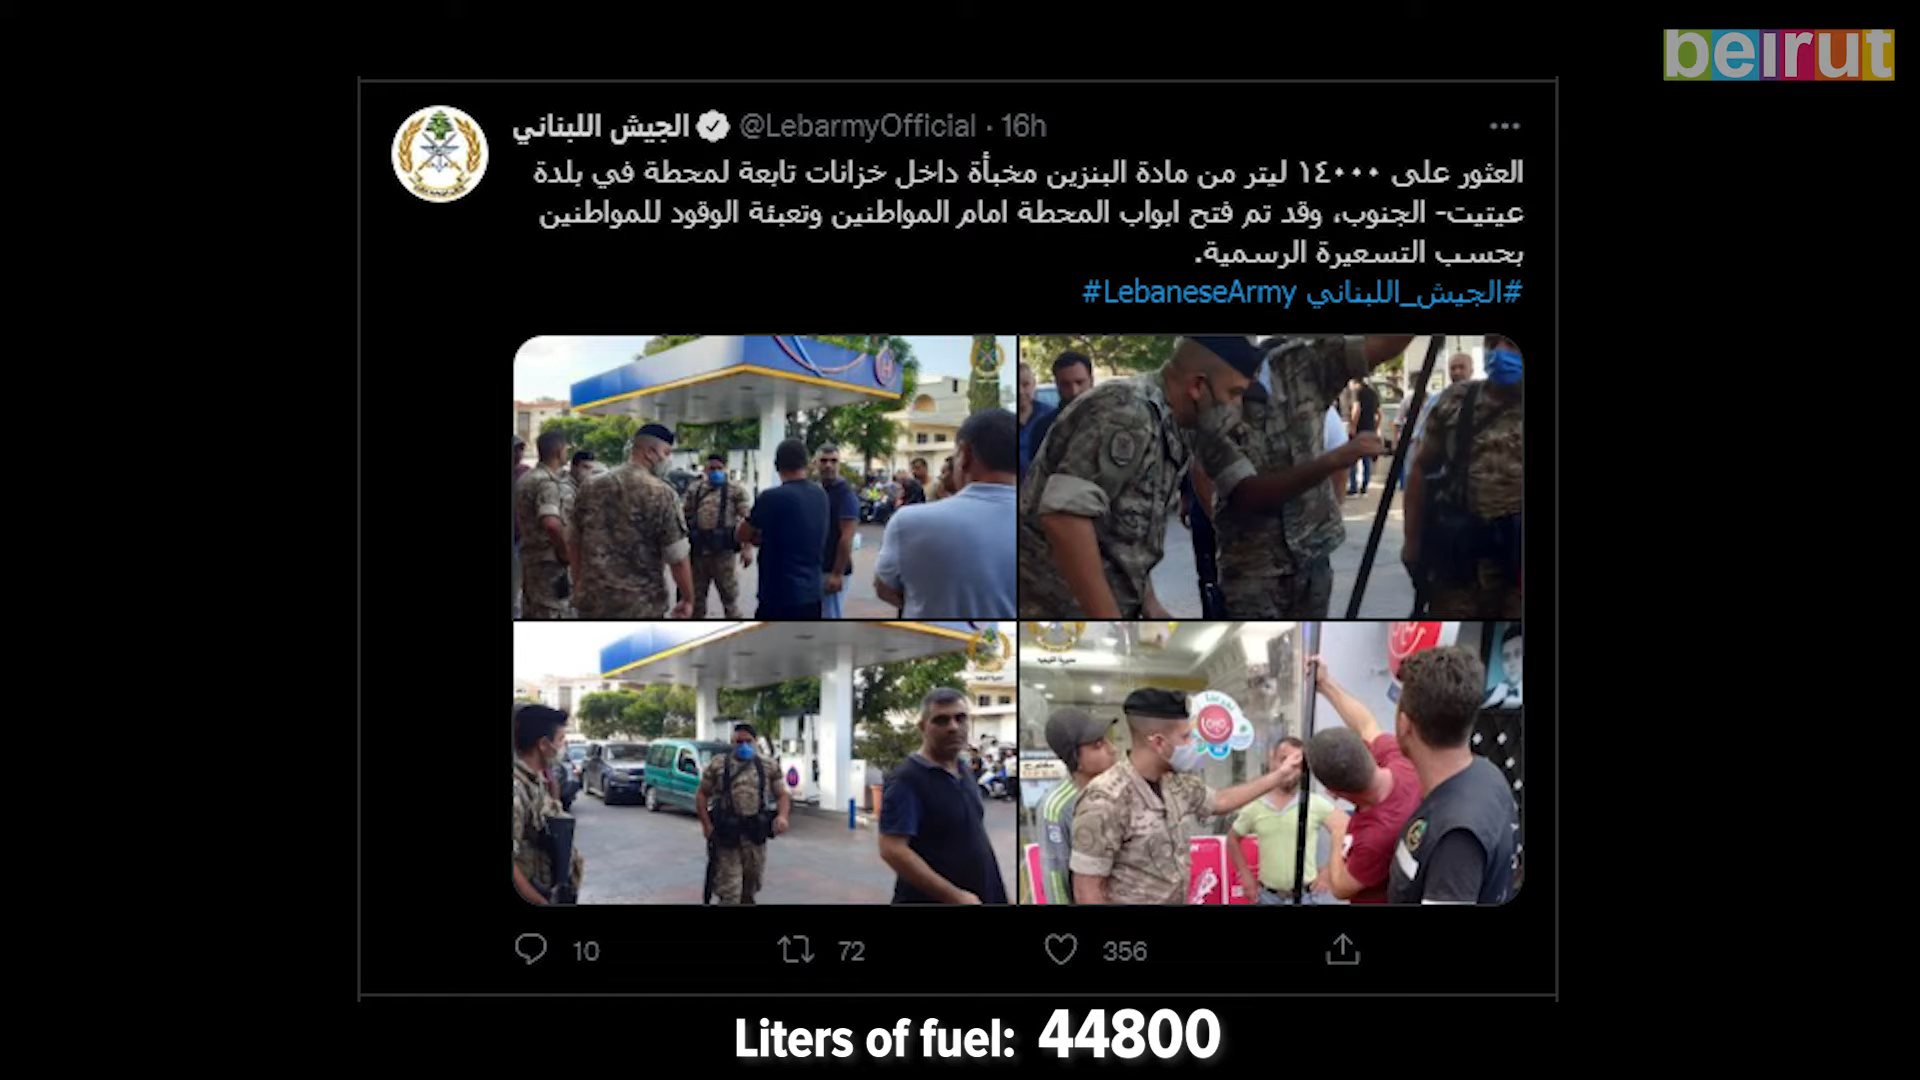 beirut
الجيش اللبناني @LebarmyOfficial · 16h
العثور على ١٤٠٠٠ ليتر من مادة البنزين مخبأة داخل خزانات تابعة لمحطة في بلدة
عيتيت- الجنوب، وقد تم فتح ابواب المحطة امام المواطنين وتعبئة الوقود للمواطنين
بحسب التسعيرة الرسمية.
#الجيش_اللبناني #LebaneseArmy
10 72 356
Liters of fuel: 44800